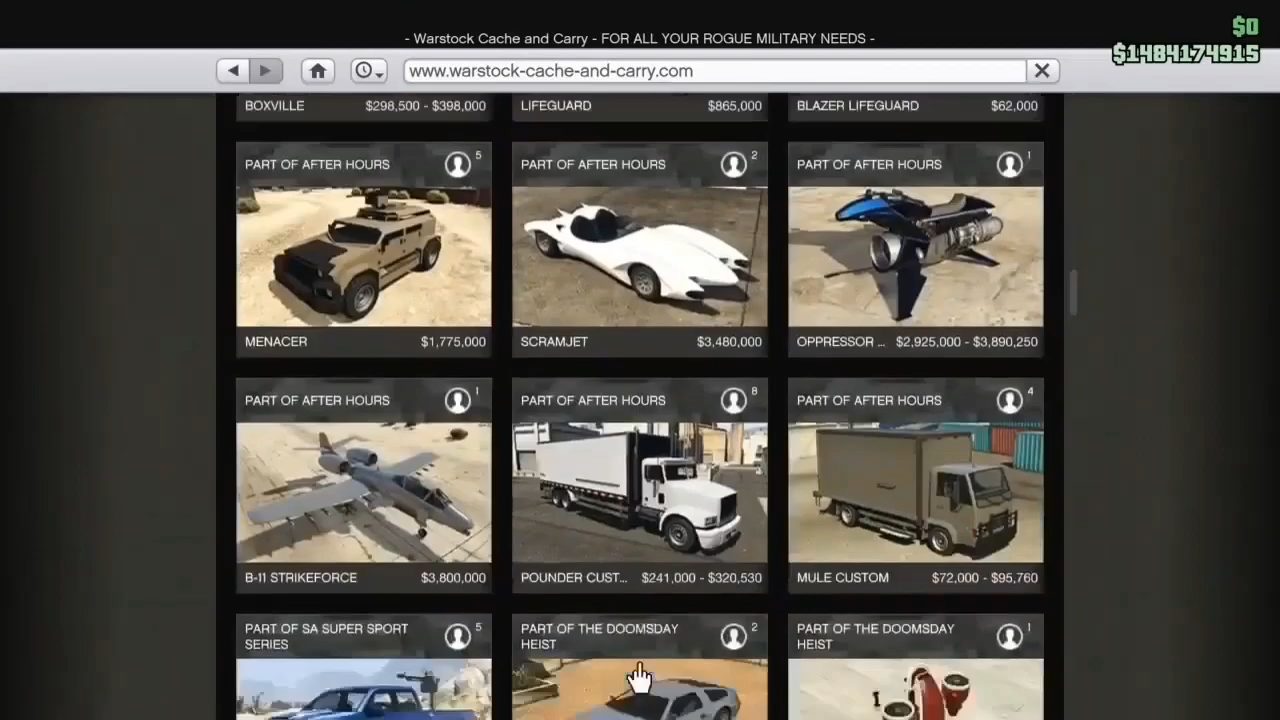 $0
- Warstock Cache and Carry - FOR ALL YOUR ROGUE MILITARY NEEDS -
$1484174915
www.warstock-cache-and-carry.com
BOXVILLE $298,500 - $398,000
LIFEGUARD $865,000
BLAZER LIFEGUARD $62,000
PART OF AFTER HOURS 5
PART OF AFTER HOURS 2
PART OF AFTER HOURS 1
MENACER $1,775,000
SCRAMJET $3,480,000
OPPRESSOR ... $2,925,000 - $3,890,250
PART OF AFTER HOURS 1
PART OF AFTER HOURS 8
PART OF AFTER HOURS 4
B-11 STRIKEFORCE $3,800,000
POUNDER CUST... $241,000 - $320,530
MULE CUSTOM $72,000 - $95,760
PART OF SA SUPER SPORT
SERIES 5
PART OF THE DOOMSDAY
HEIST 2
PART OF THE DOOMSDAY
HEIST 1